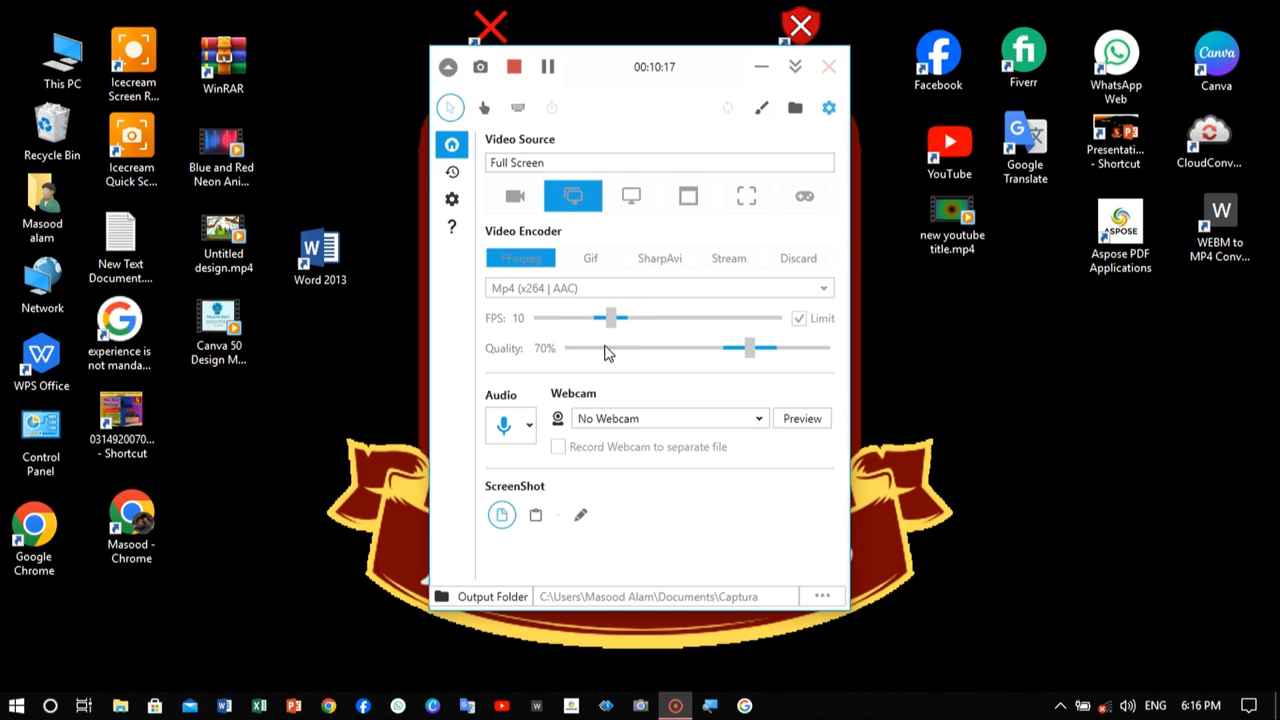 This PC
Icecream
Screen R...
WinRAR
Recycle Bin
Icecream
Quick Sc...
Blue and Red
Neon Ani...
Masood
alam
New Text
Document....
Untitled
design.mp4
Word 2013
Network
experience is
not manda...
Canva 50
Design M...
WPS Office
0314920070...
- Shortcut
Control
Panel
Google
Chrome
Masood -
Chrome
00:10:17
Video Source
Full Screen
Video Encoder
FFmpeg
Gif
SharpAvi
Stream
Discard
Mp4 (x264 | AAC)
FPS: 10
Limit
Quality: 70%
Audio
Webcam
No Webcam
Preview
Record Webcam to separate file
ScreenShot
Output Folder
C:\Users\Masood Alam\Documents\Captura
Facebook
fi
Fiverr
WhatsApp
Web
Canva
Canva
YouTube
Google
Translate
Presentati...
- Shortcut
CloudConv...
new youtube
title.mp4
ASPOSE
Aspose PDF
Applications
W
WEBM to
MP4 Conv...
ENG
6:16 PM